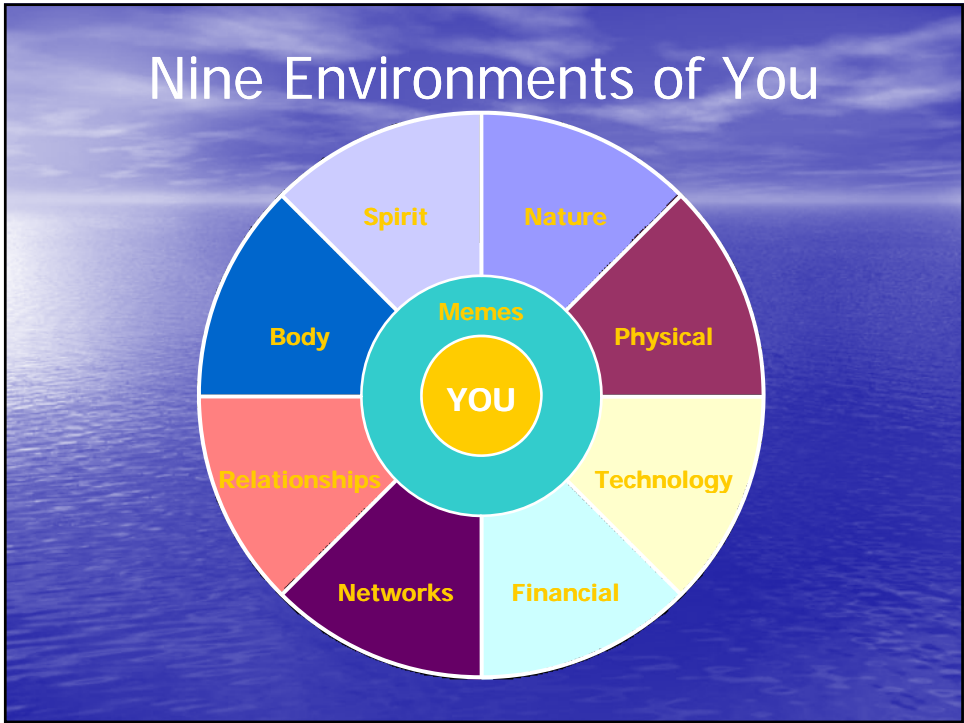 Nine Environments of You
Spirit
Nature
Memes
Body
Physical
YOU
Relationships
Technology
Networks
Financial